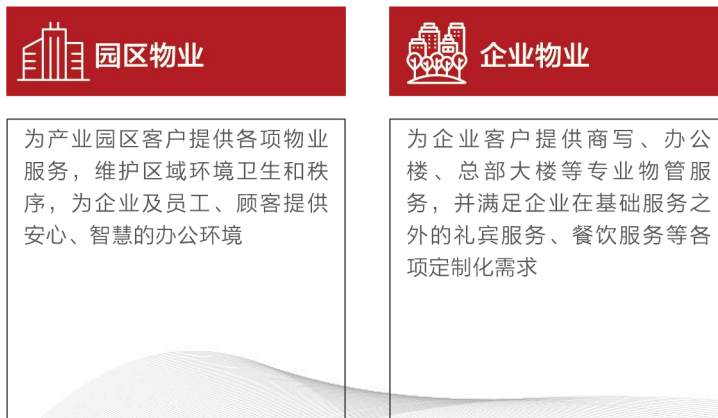 园区物业
为产业园区客户提供各项物业
服务，维护区域环境卫生和秩
序，为企业及员工、顾客提供
安心、智慧的办公环境
企业物业
为企业客户提供商写、办公
楼、总部大楼等专业物管服
务，并满足企业在基础服务之
外的礼宾服务、餐饮服务等各
项定制化需求